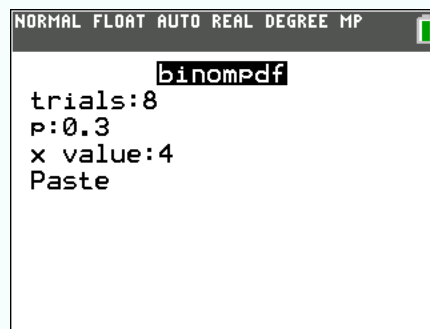 NORMAL FLOAT AUTO REAL DEGREE MP
binompdf
trials:8
p:0.3
x value:4
Paste